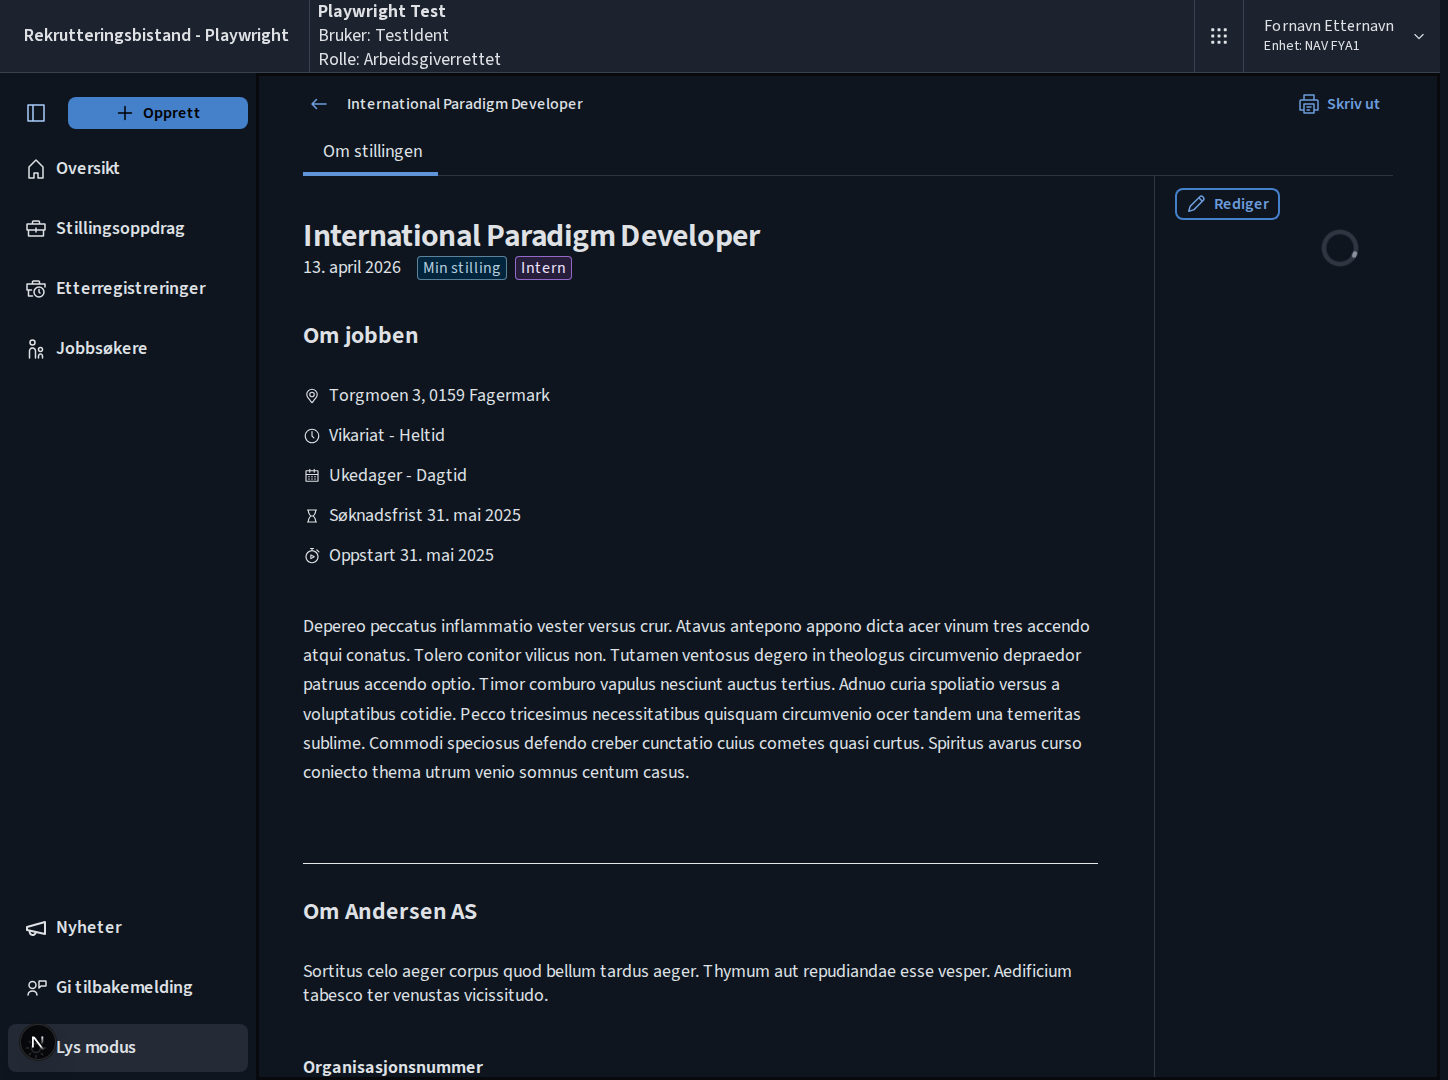 Rekrutteringsbistand - Playwright
Playwright Test
Bruker: TestIdent
Rolle: Arbeidsgiverrettet
Fornavn Etternavn
Enhet: NAV FYA1
Opprett
Oversikt
Stillingsoppdrag
Etterregistreringer
Jobbsøkere
Nyheter
Gi tilbakemelding
N
Lys modus
International Paradigm Developer
Skriv ut
Om stillingen
Rediger
International Paradigm Developer
13. april 2026 Min stilling Intern
Om jobben
Torgmoen 3, 0159 Fagermark
Vikariat - Heltid
Ukedager - Dagtid
Søknadsfrist 31. mai 2025
Oppstart 31. mai 2025
Depereo peccatus inflammatio vester versus crur. Atavus antepono appono dicta acer vinum tres accendo
atqui conatus. Tolero conitor vilicus non. Tutamen ventosus degero in theologus circumvenio depraedor
patruus accendo optio. Timor comburo vapulus nesciunt auctus tertius. Adnuo curia spoliatio versus a
voluptatibus cotidie. Pecco tricesimus necessitatibus quisquam circumvenio ocer tandem una temeritas
sublime. Commodi speciosus defendo creber cunctatio cuius cometes quasi curtus. Spiritus avarus curso
coniecto thema utrum venio somnus centum casus.
Om Andersen AS
Sortitus celo aeger corpus quod bellum tardus aeger. Thymum aut repudiandae esse vesper. Aedificium
tabesco ter venustas vicissitudo.
Organisasjonsnummer